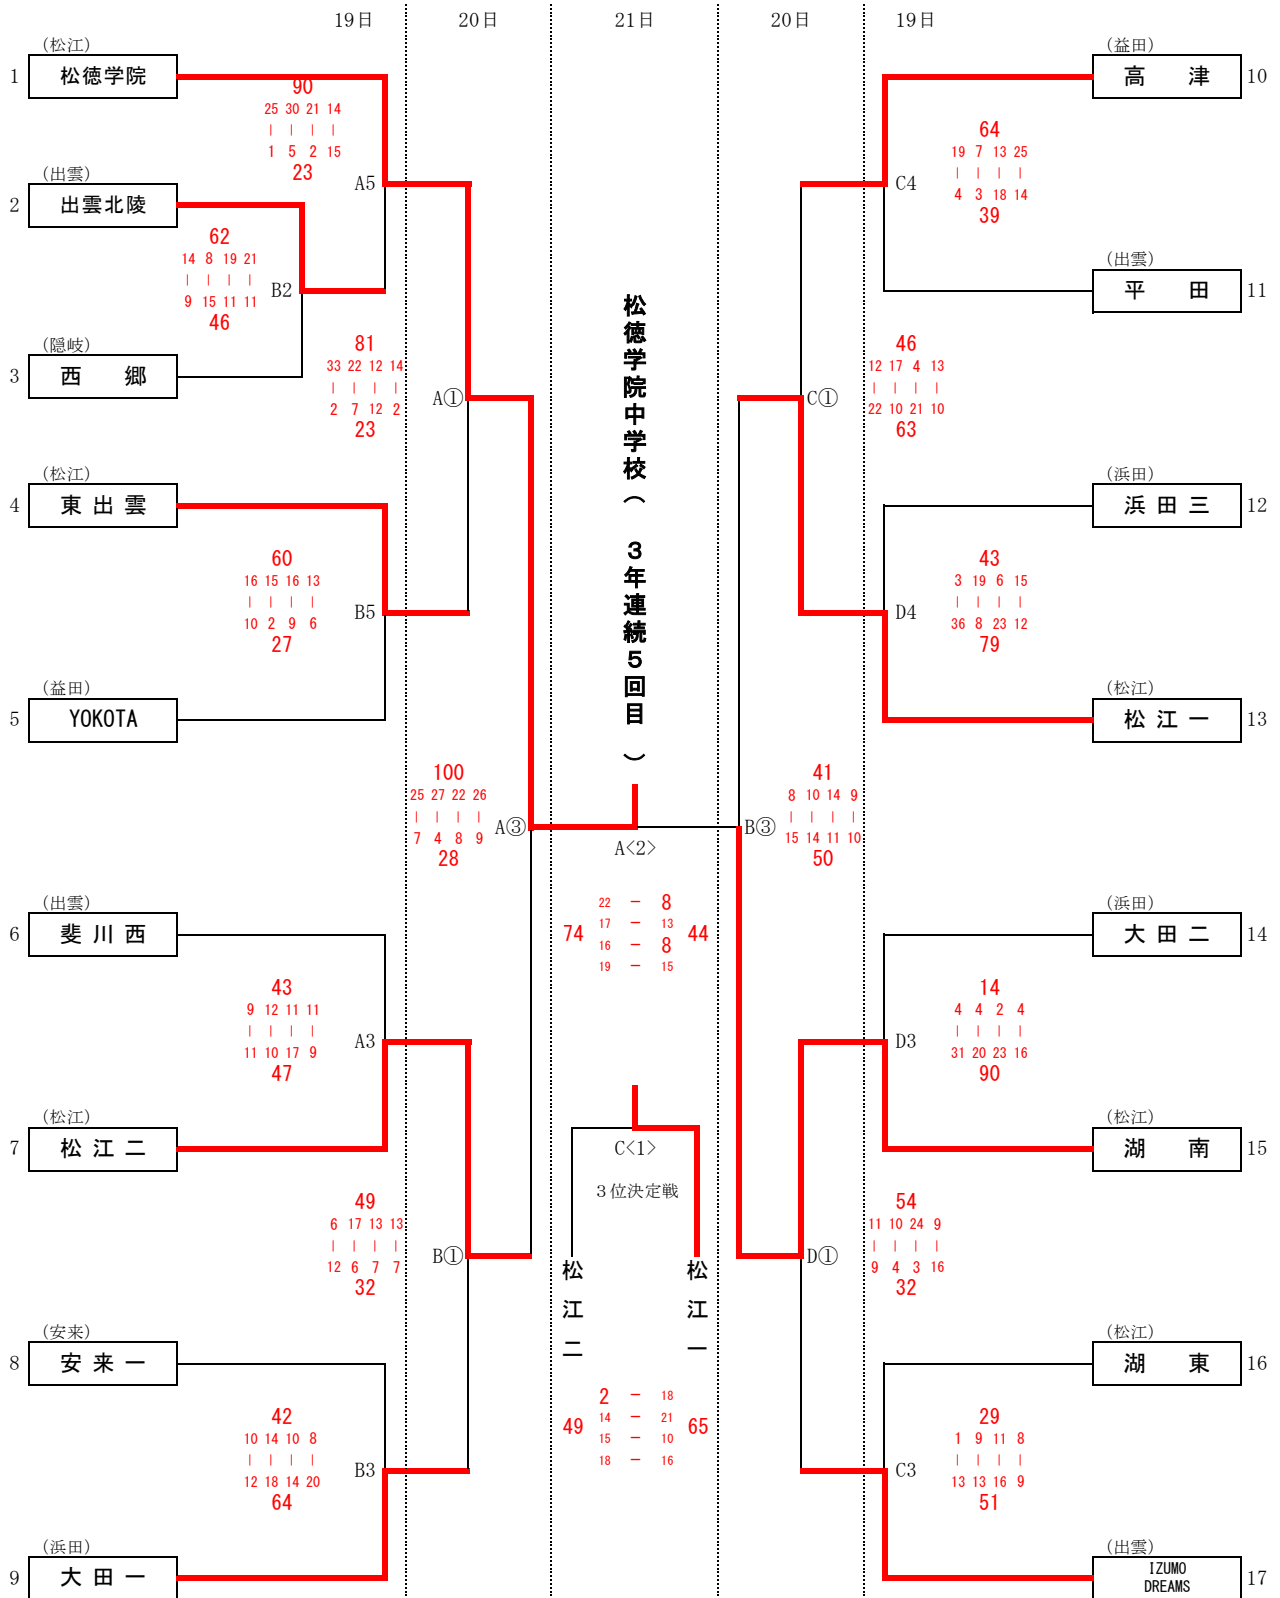 19日 20日 21日 20日 19日
(松江)
1 松徳学院
90
25 30 21 14
| | | |
1 5 2 15
23
A5
(出雲)
2 出雲北陵
62
14 8 19 21
| | | |
9 15 11 11
46
B2
(隠岐)
3 西 郷
81
33 22 12 14
| | | |
2 7 12 2
23
A①
(松江)
4 東出雲
60
16 15 16 13
| | | |
10 2 9 6
27
B5
(益田)
5 YOKOTA
100
25 27 22 26
| | | |
7 4 8 9
28
A③
(出雲)
6 斐川西
43
9 12 11 11
| | | |
11 10 17 9
47
A3
(松江)
7 松江二
49
6 17 13 13
| | | |
12 6 7 7
32
B①
(安来)
8 安来一
42
10 14 10 8
| | | |
12 18 14 20
64
B3
(浜田)
9 大田一
松徳学院中学校(3年連続5回目)
A<2>
74 44
22 - 8
17 - 13
16 - 8
19 - 15
C<1>
3位決定戦
松江二 松江一
49 65
2 - 18
14 - 21
15 - 10
18 - 16
(益田)
高 津 10
64
19 7 13 25
| | | |
4 3 18 14
39
C4
(出雲)
平 田 11
46
12 17 4 13
| | | |
22 10 21 10
63
C①
(浜田)
浜田三 12
43
3 19 6 15
| | | |
36 8 23 12
79
D4
(松江)
松江一 13
41
8 10 14 9
| | | |
15 14 11 10
50
B③
(浜田)
大田二 14
14
4 4 2 4
| | | |
31 20 23 16
90
D3
(松江)
湖 南 15
54
11 10 24 9
| | | |
9 4 3 16
32
D①
(松江)
湖 東 16
29
1 9 11 8
| | | |
13 13 16 9
51
C3
(出雲)
IZUMO
DREAMS 17